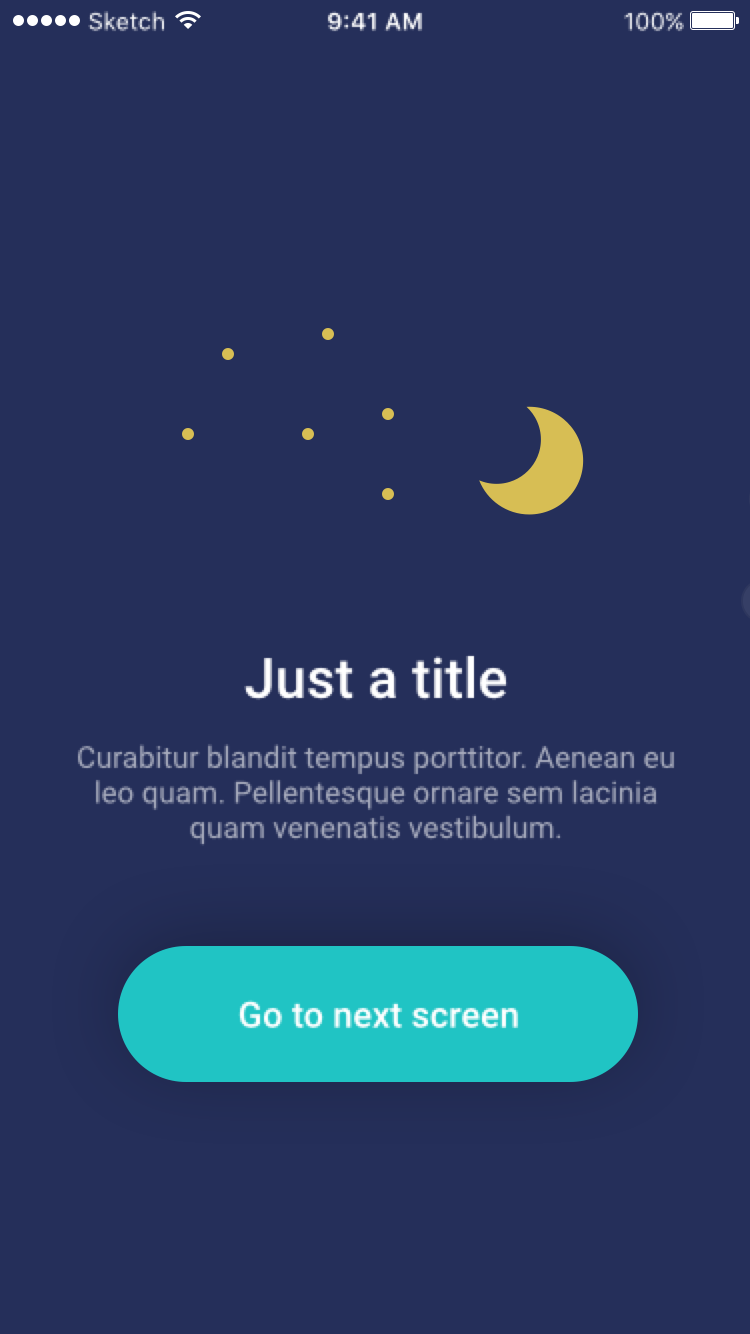 Sketch 9:41 AM 100%
Just a title
Curabitur blandit tempus porttitor. Aenean eu
leo quam. Pellentesque ornare sem lacinia
quam venenatis vestibulum.
Go to next screen